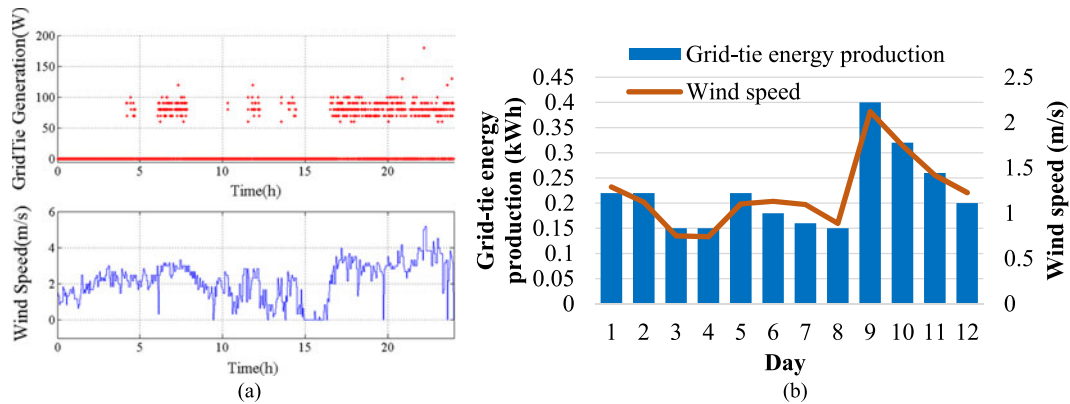 GridTie Generation(W)
200
150
100
50
0
0 5 10 15 20
Time(h)
Wind Speed(m/s)
6
4
2
0
0 5 10 15 20
Time(h)
(a)
Grid-tie energy production
Wind speed
Grid-tie energy
production (kWh)
0.45
0.4
0.35
0.3
0.25
0.2
0.15
0.1
0.05
0
2.5
2
1.5
1
0.5
0
Wind speed (m/s)
1 2 3 4 5 6 7 8 9 10 11 12
Day
(b)